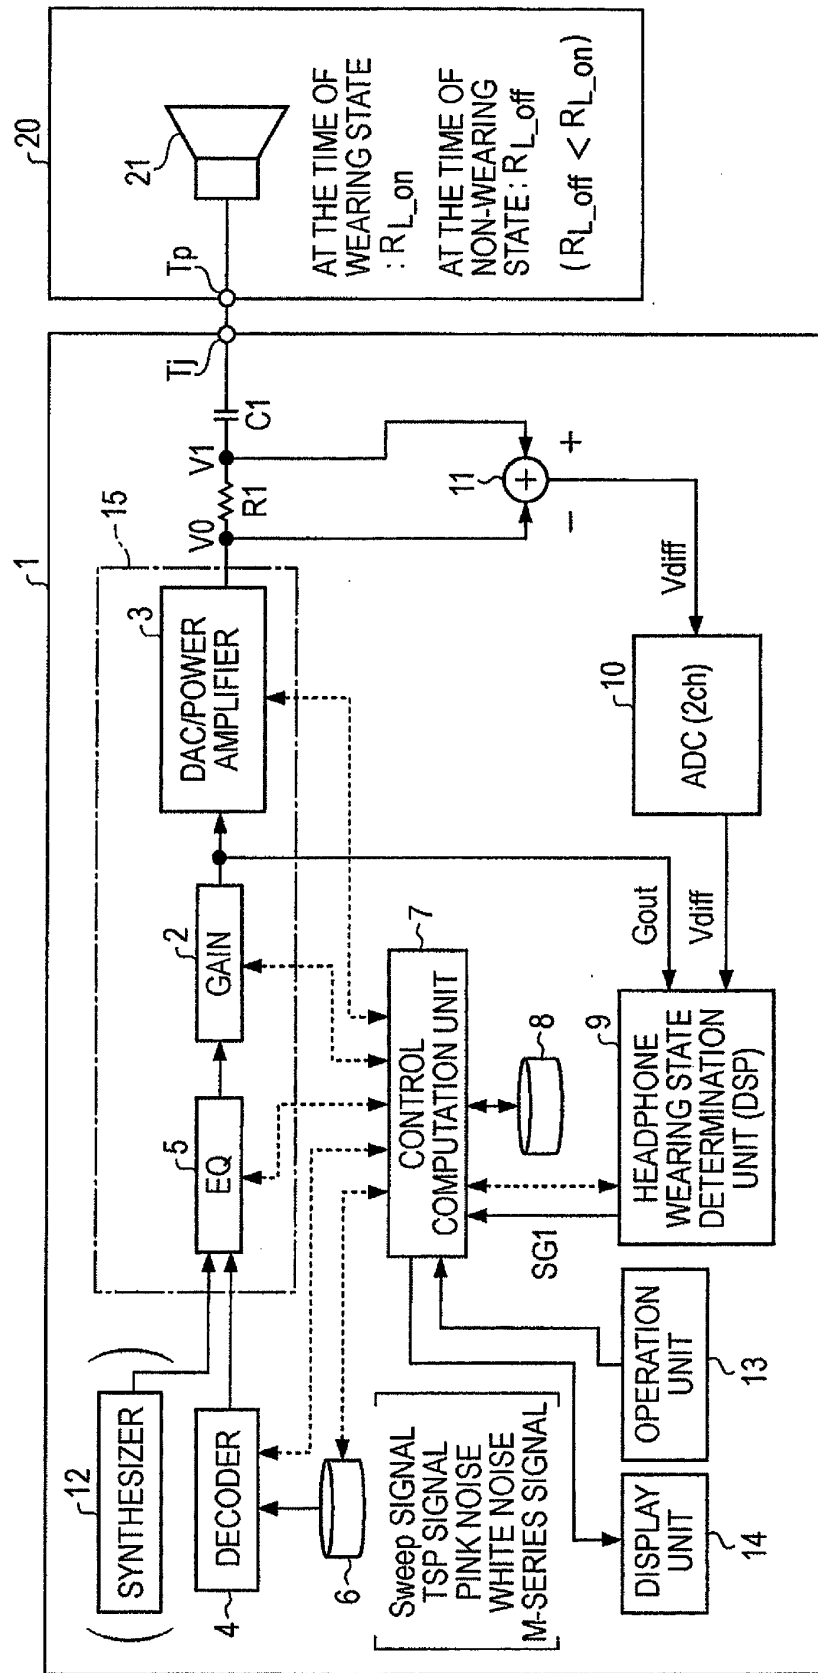 1
20
15
12
SYNTHESIZER
4
DECODER
6
Sweep SIGNAL
TSP SIGNAL
PINK NOISE
WHITE NOISE
M-SERIES SIGNAL
5
EQ
2
GAIN
3
DAC/POWER
AMPLIFIER
V0
R1
V1
C1
Tj
Tp
21
AT THE TIME OF
WEARING STATE
: RL_on
AT THE TIME OF
NON-WEARING
STATE: RL_off
(RL_off < RL_on)
11
+
+
−
Vdiff
10
ADC (2ch)
Gout
Vdiff
7
CONTROL
COMPUTATION UNIT
8
SG1
9
HEADPHONE
WEARING STATE
DETERMINATION
UNIT (DSP)
OPERATION
UNIT
13
DISPLAY
UNIT
14